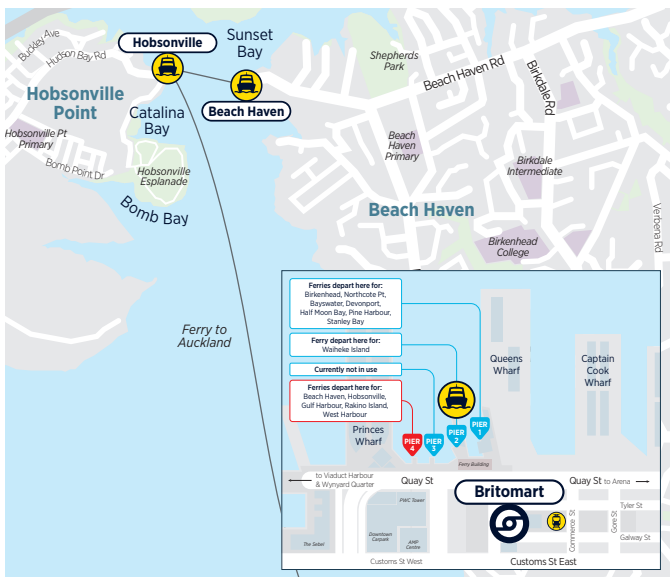 Buckley Ave
Hudson Bay Rd
Hobsonville
Sunset
Bay
Beach Haven
Hobsonville
Point
Catalina
Bay
Hobsonville Pt
Primary
Bomb Point Dr
Hobsonville
Esplanade
Bomb Bay
Shepherds
Park
Beach Haven Rd
Birkdale Rd
Beach
Haven
Primary
Birkdale
Intermediate
Beach Haven
Verbena Rd
Birkenhead
College
Ferry to
Auckland
Ferries depart here for:
Birkenhead, Northcote Pt,
Bayswater, Devonport,
Half Moon Bay, Pine Harbour,
Stanley Bay
Ferry depart here for:
Waiheke Island
Currently not in use
Ferries depart here for:
Beach Haven, Hobsonville,
Gulf Harbour, Rakino Island,
West Harbour
Queens
Wharf
Captain
Cook
Wharf
Princes
Wharf
PIER
4
PIER
3
PIER
2
PIER
1
Ferry Building
to Viaduct Harbour
& Wynyard Quarter
Quay St
Quay St to Arena
Britomart
PWC Tower
Tyler St
Commerce St
Gore St
Galway St
The Sebel
Downtown
Carpark
AMP
Centre
Customs St West
Customs St East